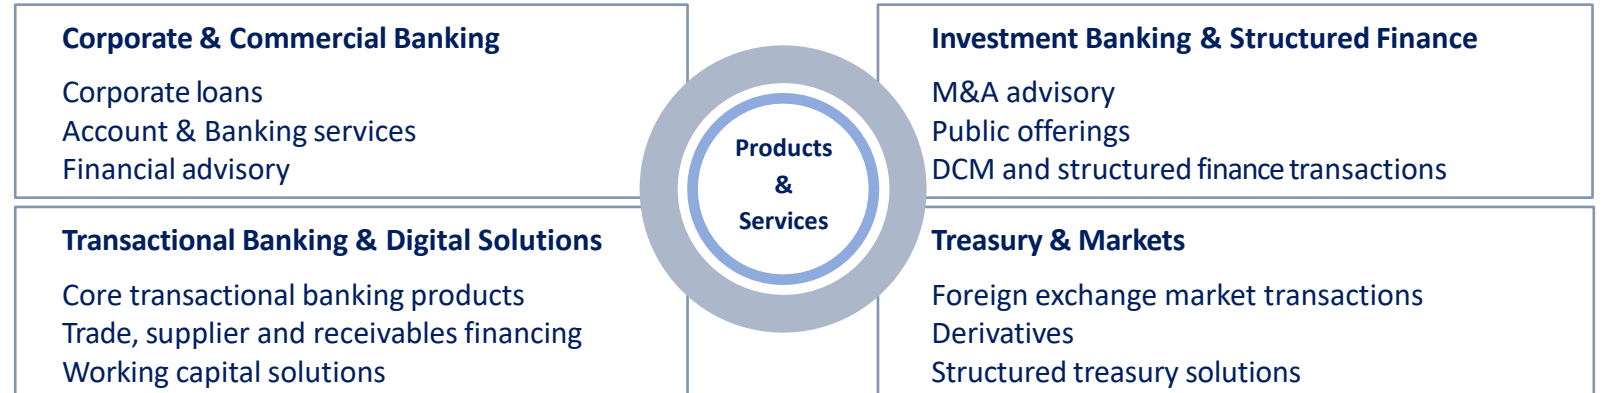 Corporate & Commercial Banking
Corporate loans
Account & Banking services
Financial advisory
Investment Banking & Structured Finance
M&A advisory
Public offerings
DCM and structured finance transactions
Products
&
Services
Transactional Banking & Digital Solutions
Core transactional banking products
Trade, supplier and receivables financing
Working capital solutions
Treasury & Markets
Foreign exchange market transactions
Derivatives
Structured treasury solutions